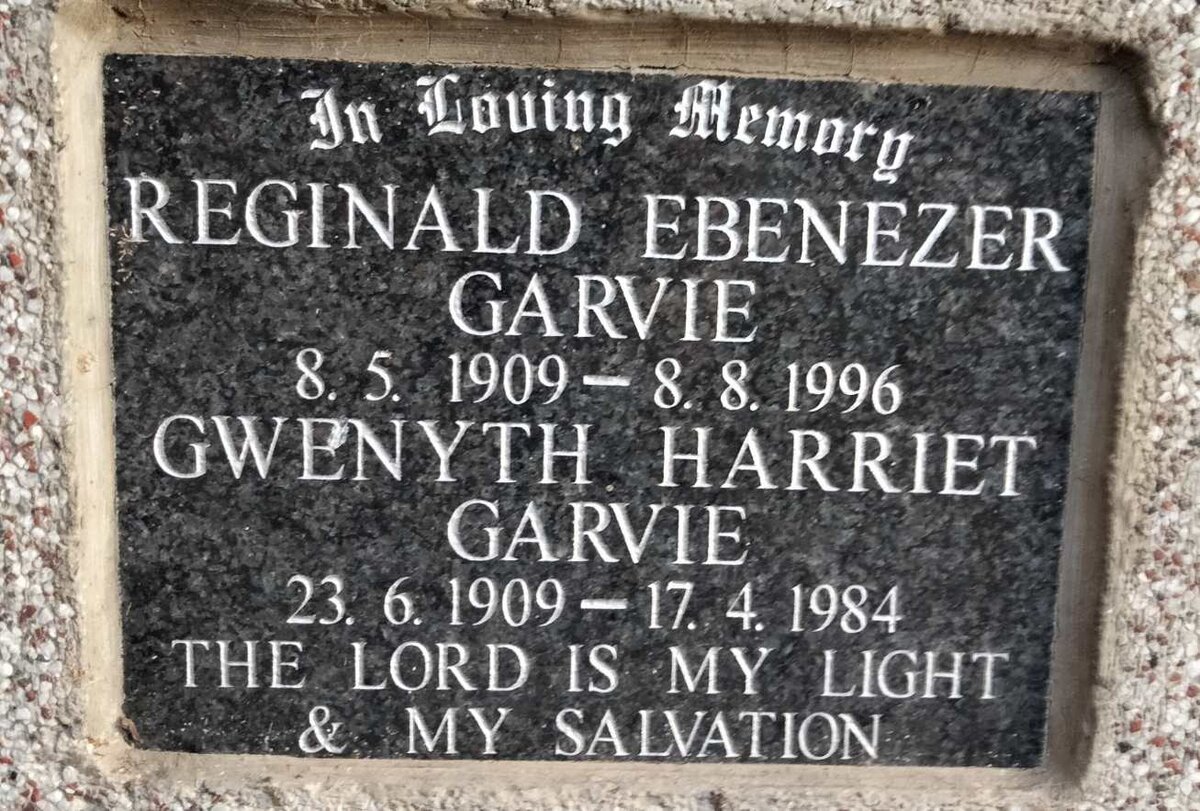 In Loving Memory
REGINALD EBENEZER
GARVIE
8. 5. 1909 – 8. 8. 1996
GWENYTH HARRIET
GARVIE
23. 6. 1909 – 17. 4. 1984
THE LORD IS MY LIGHT
& MY SALVATION